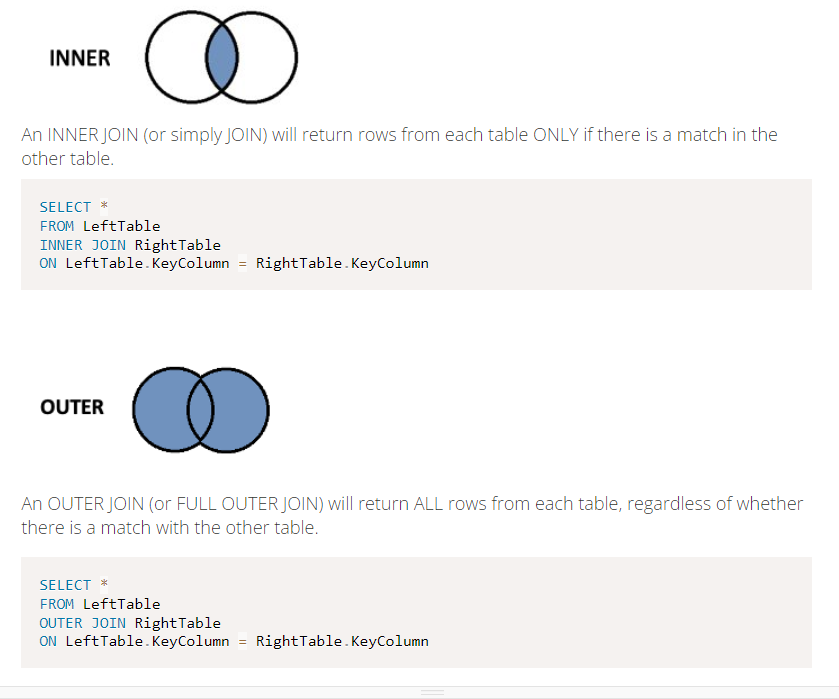 INNER
An INNER JOIN (or simply JOIN) will return rows from each table ONLY if there is a match in the
other table.
SELECT *
FROM LeftTable
INNER JOIN RightTable
ON LeftTable.KeyColumn = RightTable.KeyColumn
OUTER
An OUTER JOIN (or FULL OUTER JOIN) will return ALL rows from each table, regardless of whether
there is a match with the other table.
SELECT *
FROM LeftTable
OUTER JOIN RightTable
ON LeftTable.KeyColumn = RightTable.KeyColumn